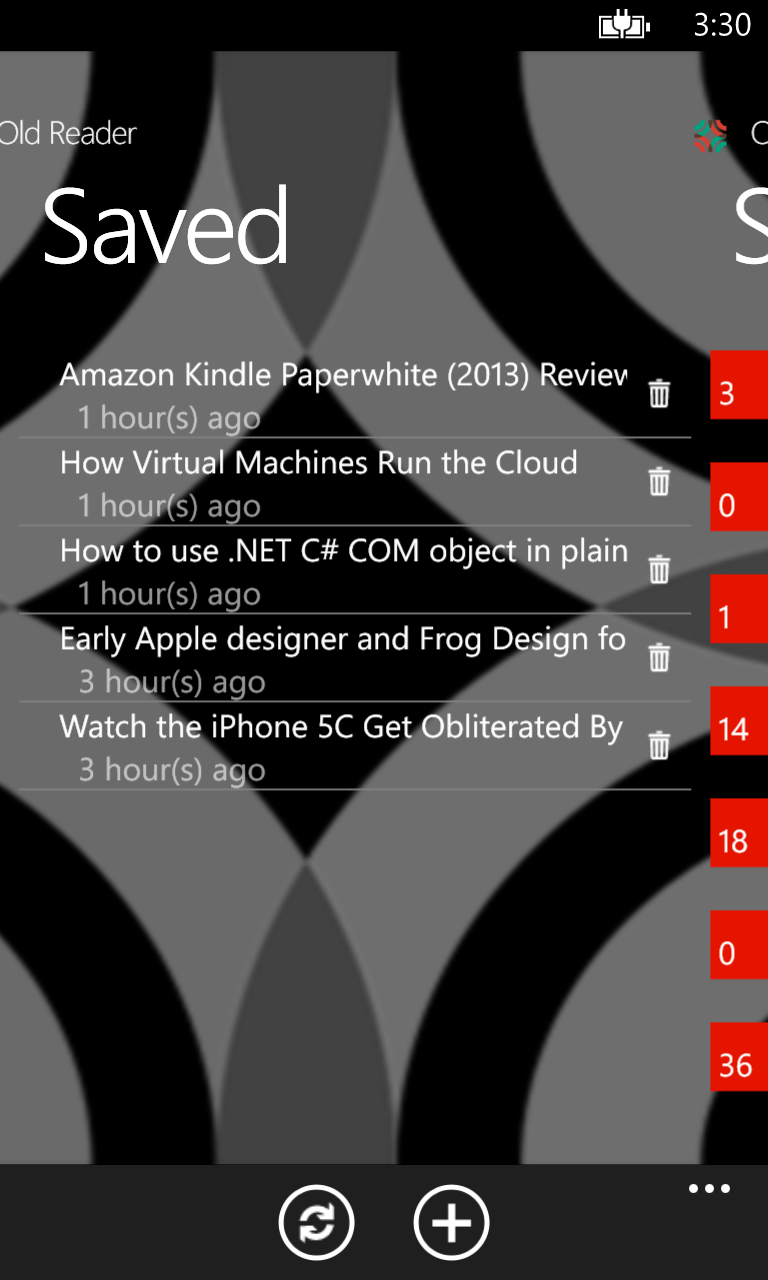 3:30
Old Reader
Saved
Amazon Kindle Paperwhite (2013) Review
1 hour(s) ago
How Virtual Machines Run the Cloud
1 hour(s) ago
How to use .NET C# COM object in plain
1 hour(s) ago
Early Apple designer and Frog Design fo
3 hour(s) ago
Watch the iPhone 5C Get Obliterated By
3 hour(s) ago
3
0
1
14
18
0
36